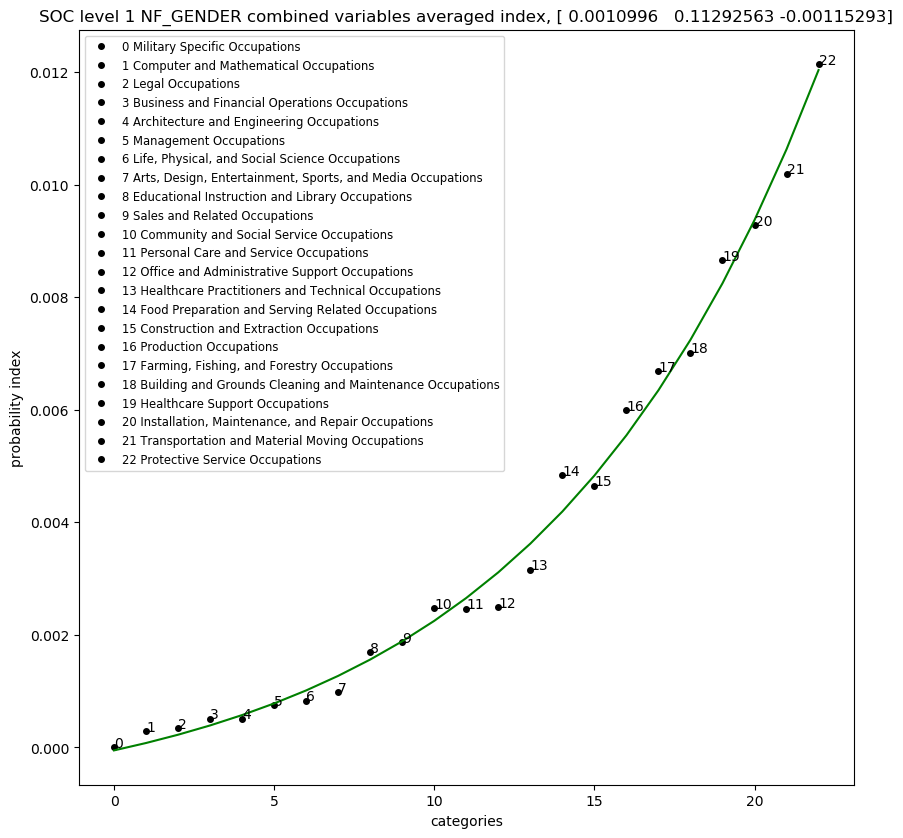 SOC level 1 NF_GENDER combined variables averaged index, [ 0.0010996   0.11292563 -0.00115293]
0 Military Specific Occupations
1 Computer and Mathematical Occupations
2 Legal Occupations
3 Business and Financial Operations Occupations
4 Architecture and Engineering Occupations
5 Management Occupations
6 Life, Physical, and Social Science Occupations
7 Arts, Design, Entertainment, Sports, and Media Occupations
8 Educational Instruction and Library Occupations
9 Sales and Related Occupations
10 Community and Social Service Occupations
11 Personal Care and Service Occupations
12 Office and Administrative Support Occupations
13 Healthcare Practitioners and Technical Occupations
14 Food Preparation and Serving Related Occupations
15 Construction and Extraction Occupations
16 Production Occupations
17 Farming, Fishing, and Forestry Occupations
18 Building and Grounds Cleaning and Maintenance Occupations
19 Healthcare Support Occupations
20 Installation, Maintenance, and Repair Occupations
21 Transportation and Material Moving Occupations
22 Protective Service Occupations
probability index
0.012
0.010
0.008
0.006
0.004
0.002
0.000
0
1
2
3
4
5
6
7
8
9
10
11
12
13
14
15
16
17
18
19
20
21
22
0
5
10
15
20
categories